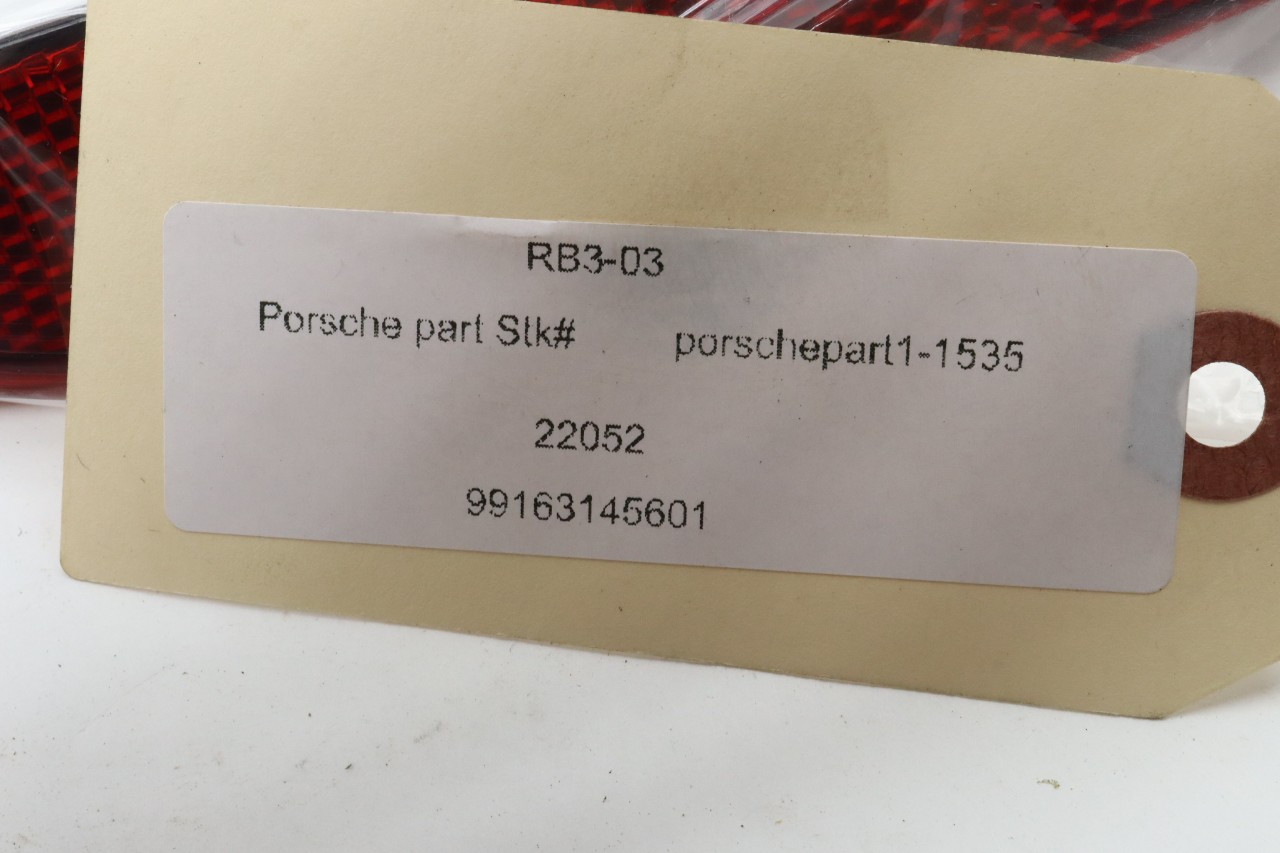 RB3-03
Porsche part Stk# porschepart1-1535
22052
99163145601